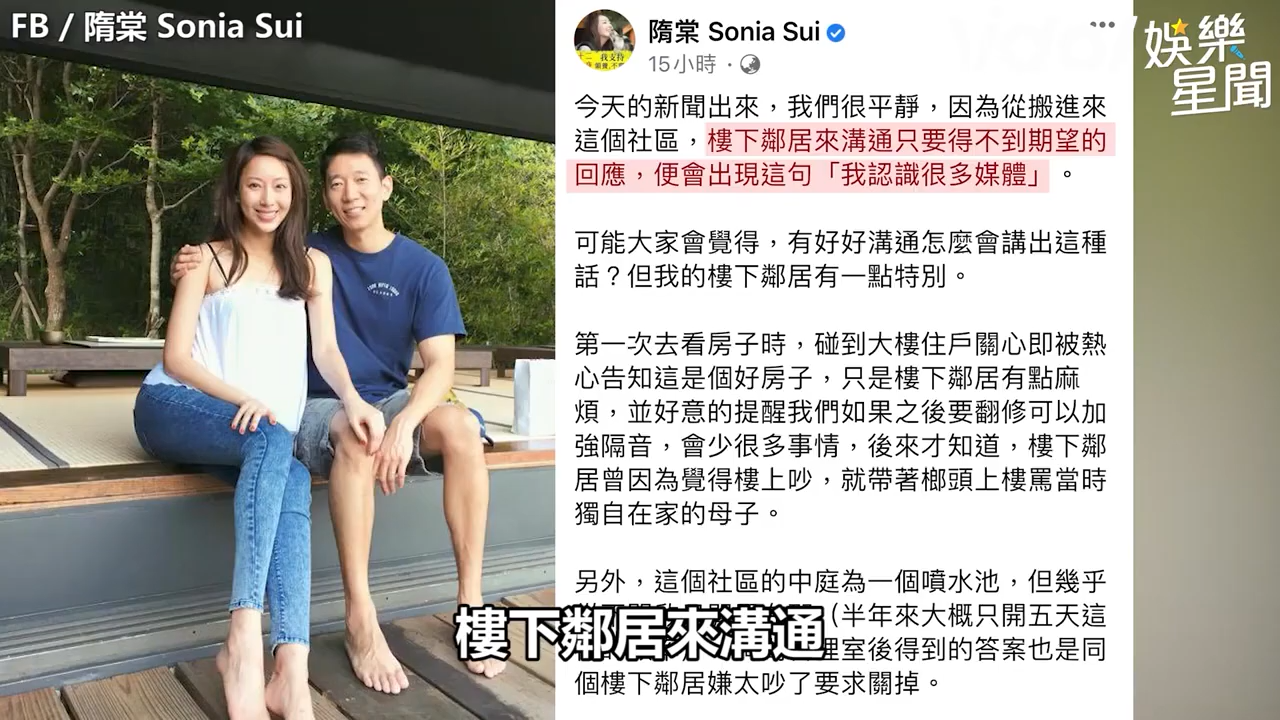 FB / 隋棠 Sonia Sui
隋棠 Sonia Sui
15小時
娛樂
星聞
今天的新聞出來，我們很平靜，因為從搬進來
這個社區，樓下鄰居來溝通只要得不到期望的
回應，便會出現這句「我認識很多媒體」。
可能大家會覺得，有好好溝通怎麼會講出這種
話？但我的樓下鄰居有一點特別。
第一次去看房子時，碰到大樓住戶關心即被熱
心告知這是個好房子，只是樓下鄰居有點麻
煩，並好意的提醒我們如果之後要翻修可以加
強隔音，會少很多事情，後來才知道，樓下鄰
居曾因為覺得樓上吵，就帶著榔頭上樓罵當時
獨自在家的母子。
另外，這個社區的中庭為一個噴水池，但幾乎
（半年來大概只開五天這
理室後得到的答案也是同
個樓下鄰居嫌太吵了要求關掉。
樓下鄰居來溝通